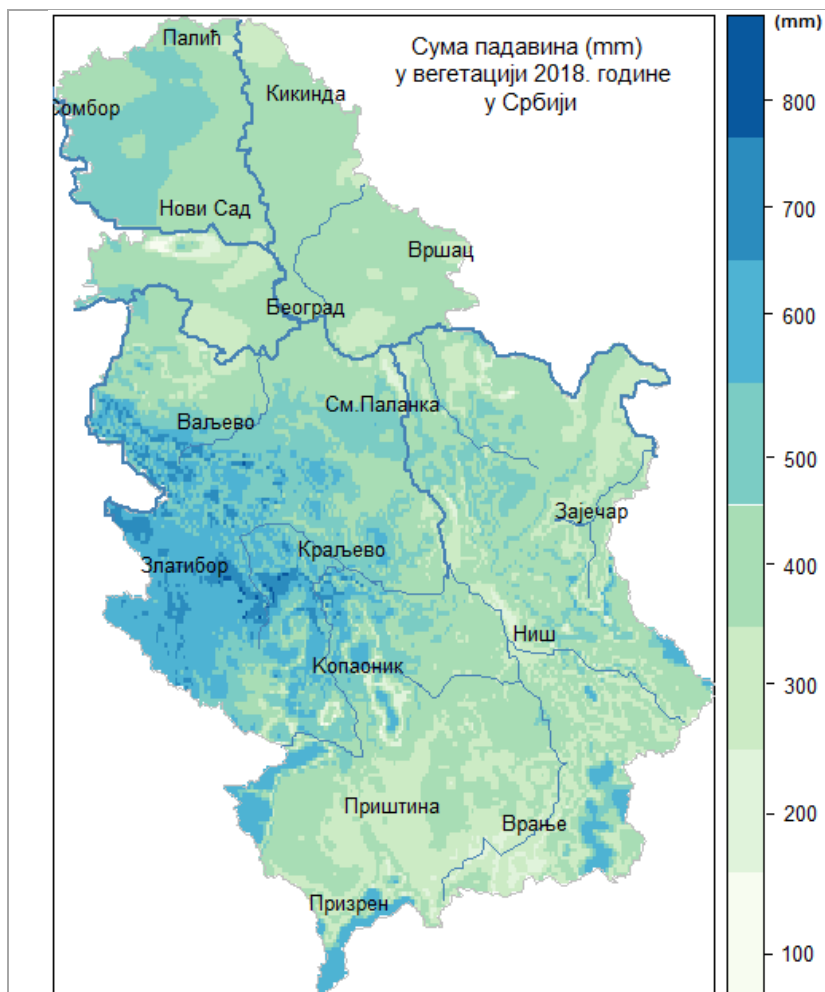 (mm)
Сума падавина (mm)
у вегетацији 2018. године
у Србији
Палић
Кикинда
Сомбор
800
Нови Сад
700
Вршац
Београд
600
См.Паланка
Ваљево
500
Зајечар
Краљево
Златибор
400
Ниш
Копаоник
300
Приштина
200
Врање
Призрен
100